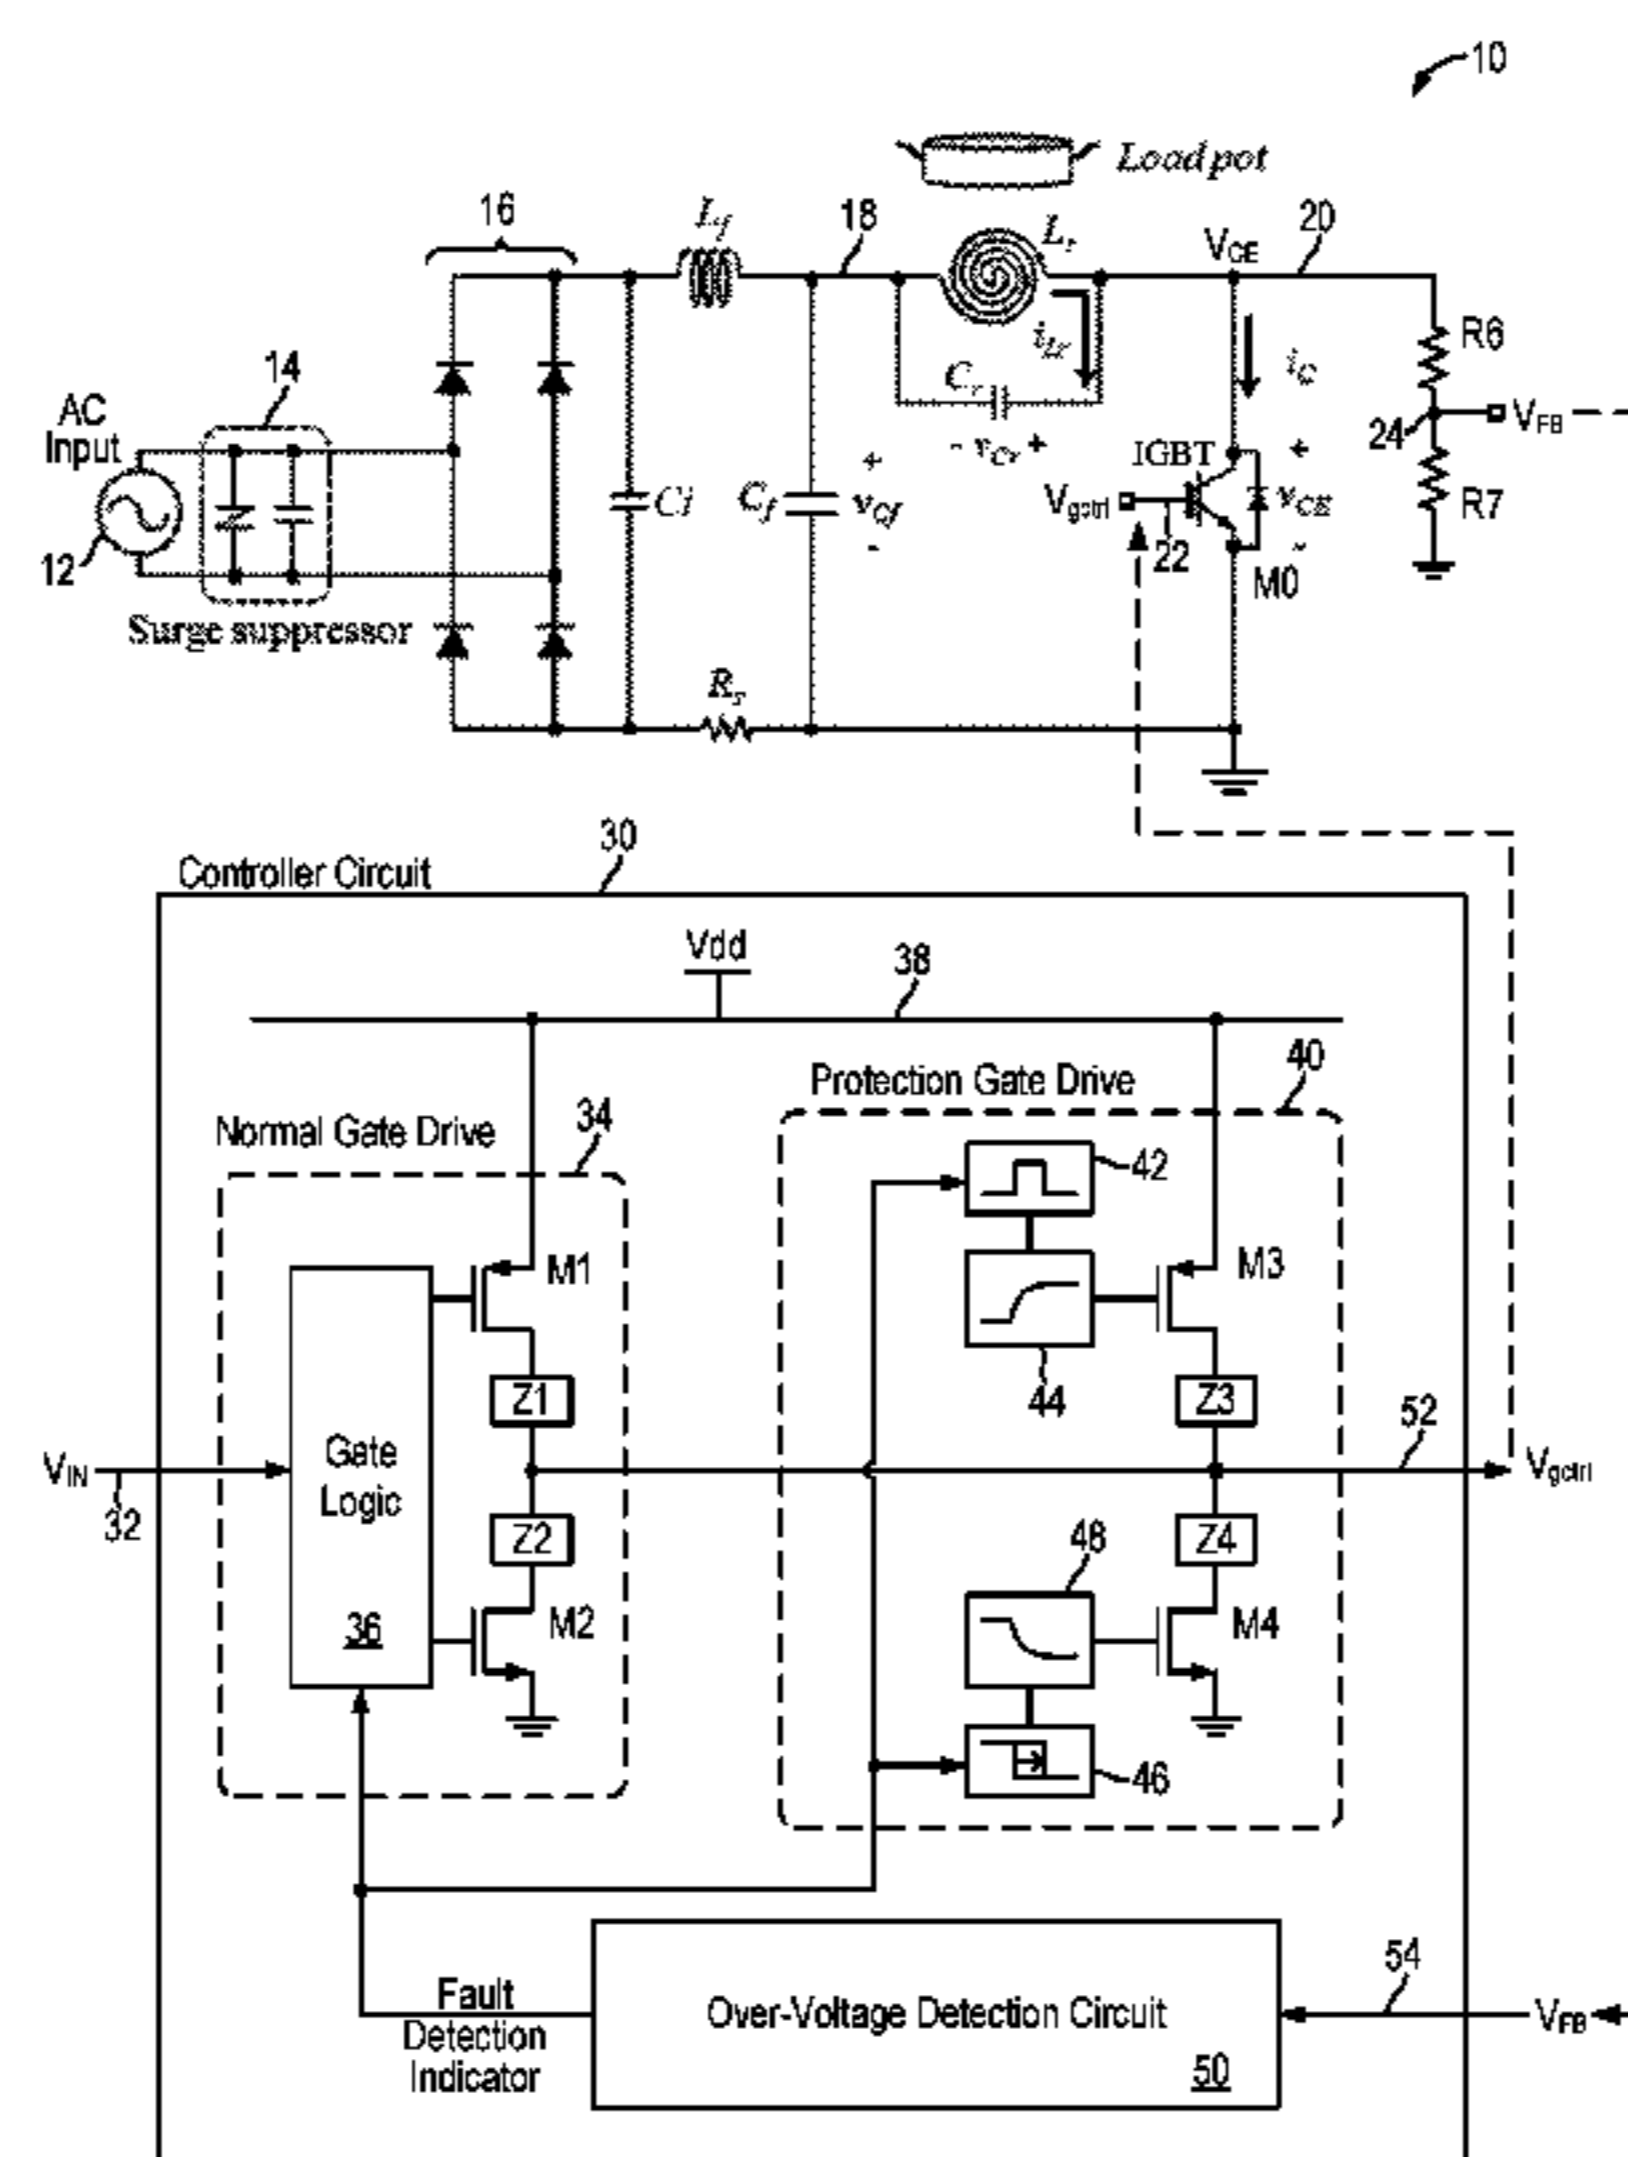 10
Load pot
16
Lf
18
Lr
VCE
20
14
AC
Input
iLr
iC
R6
Cr
24
VFB
- vCr +
IGBT
+
+
Ci
Cf
vCf
Vgctrl
vCE
R7
-
-
12
22
M0
Surge suppressor
Rs
30
Controller Circuit
Vdd
38
40
Protection Gate Drive
34
Normal Gate Drive
42
M1
M3
44
Z1
Z3
52
Gate
Logic
VIN
Vgctrl
32
Z2
48
Z4
36
M2
M4
46
54
Fault
Detection
Indicator
Over-Voltage Detection Circuit
VFB
50